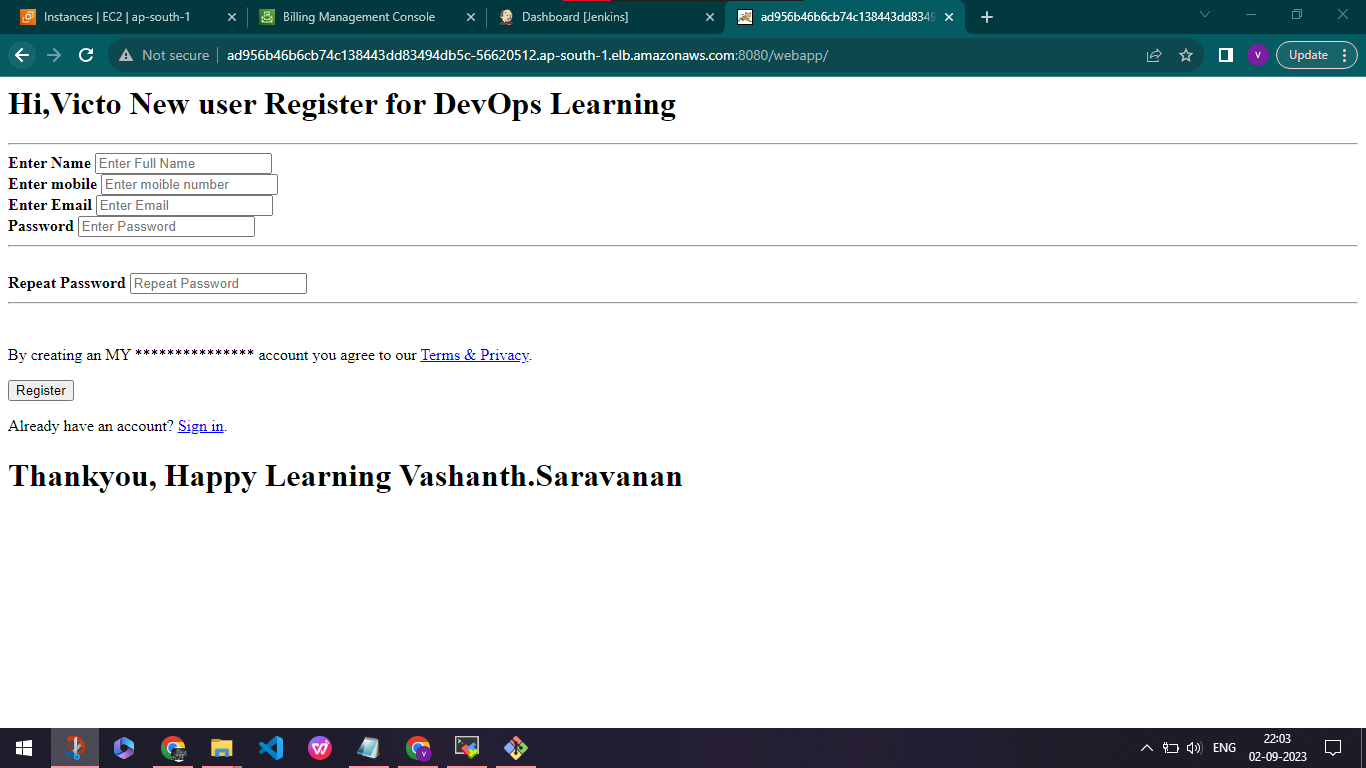 Instances | EC2 | ap-south-1
Billing Management Console
Dashboard [Jenkins]
ad956b46b6cb74c138443dd8349
Not secure
ad956b46b6cb74c138443dd83494db5c-56620512.ap-south-1.elb.amazonaws.com:8080/webapp/
V
Update
Hi,Victo New user Register for DevOps Learning
Enter Name Enter Full Name
Enter mobile Enter moible number
Enter Email Enter Email
Password Enter Password
Repeat Password Repeat Password
By creating an MY *************** account you agree to our Terms & Privacy.
Register
Already have an account? Sign in.
Thankyou, Happy Learning Vashanth.Saravanan
V
ENG
22:03
02-09-2023